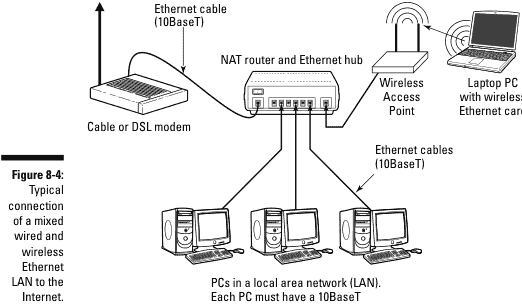 Ethernet cable
(10BaseT)
NAT router and Ethernet hub
Cable or DSL modem
Wireless
Access
Point
Laptop PC
with wireless
Ethernet card
Ethernet cables
(10BaseT)
Figure 8-4:
Typical
connection
of a mixed
wired and
wireless
Ethernet
LAN to the
Internet.
PCs in a local area network (LAN).
Each PC must have a 10BaseT